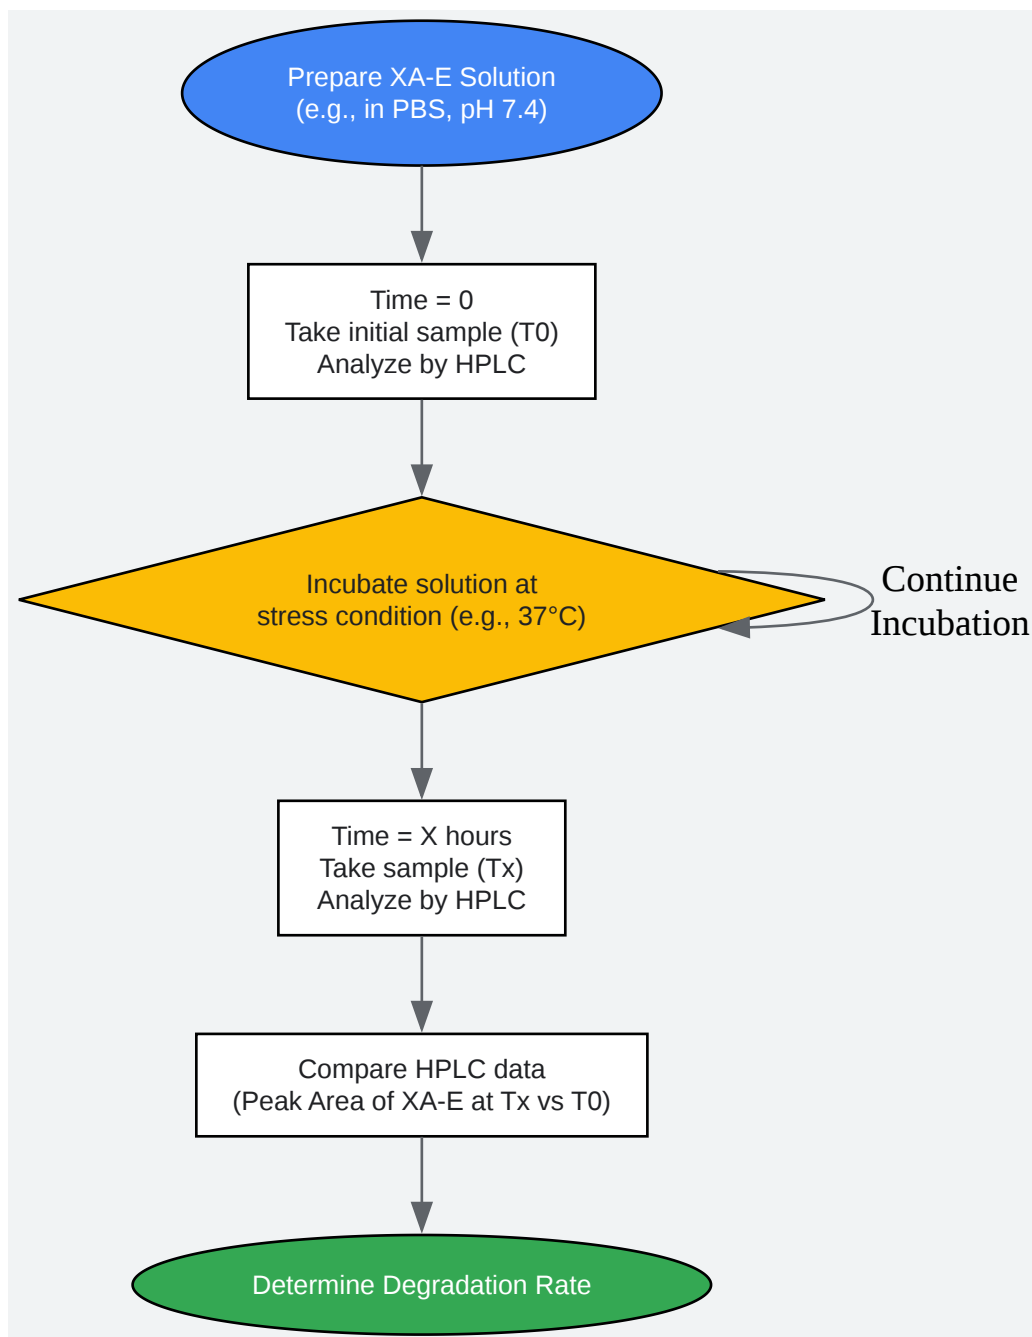 Prepare XA-E Solution
(e.g., in PBS, pH 7.4)
Time = 0
Take initial sample (T0)
Analyze by HPLC
Incubate solution at
stress condition (e.g., 37°C)
Continue
Incubation
Time = X hours
Take sample (Tx)
Analyze by HPLC
Compare HPLC data
(Peak Area of XA-E at Tx vs T0)
Determine Degradation Rate